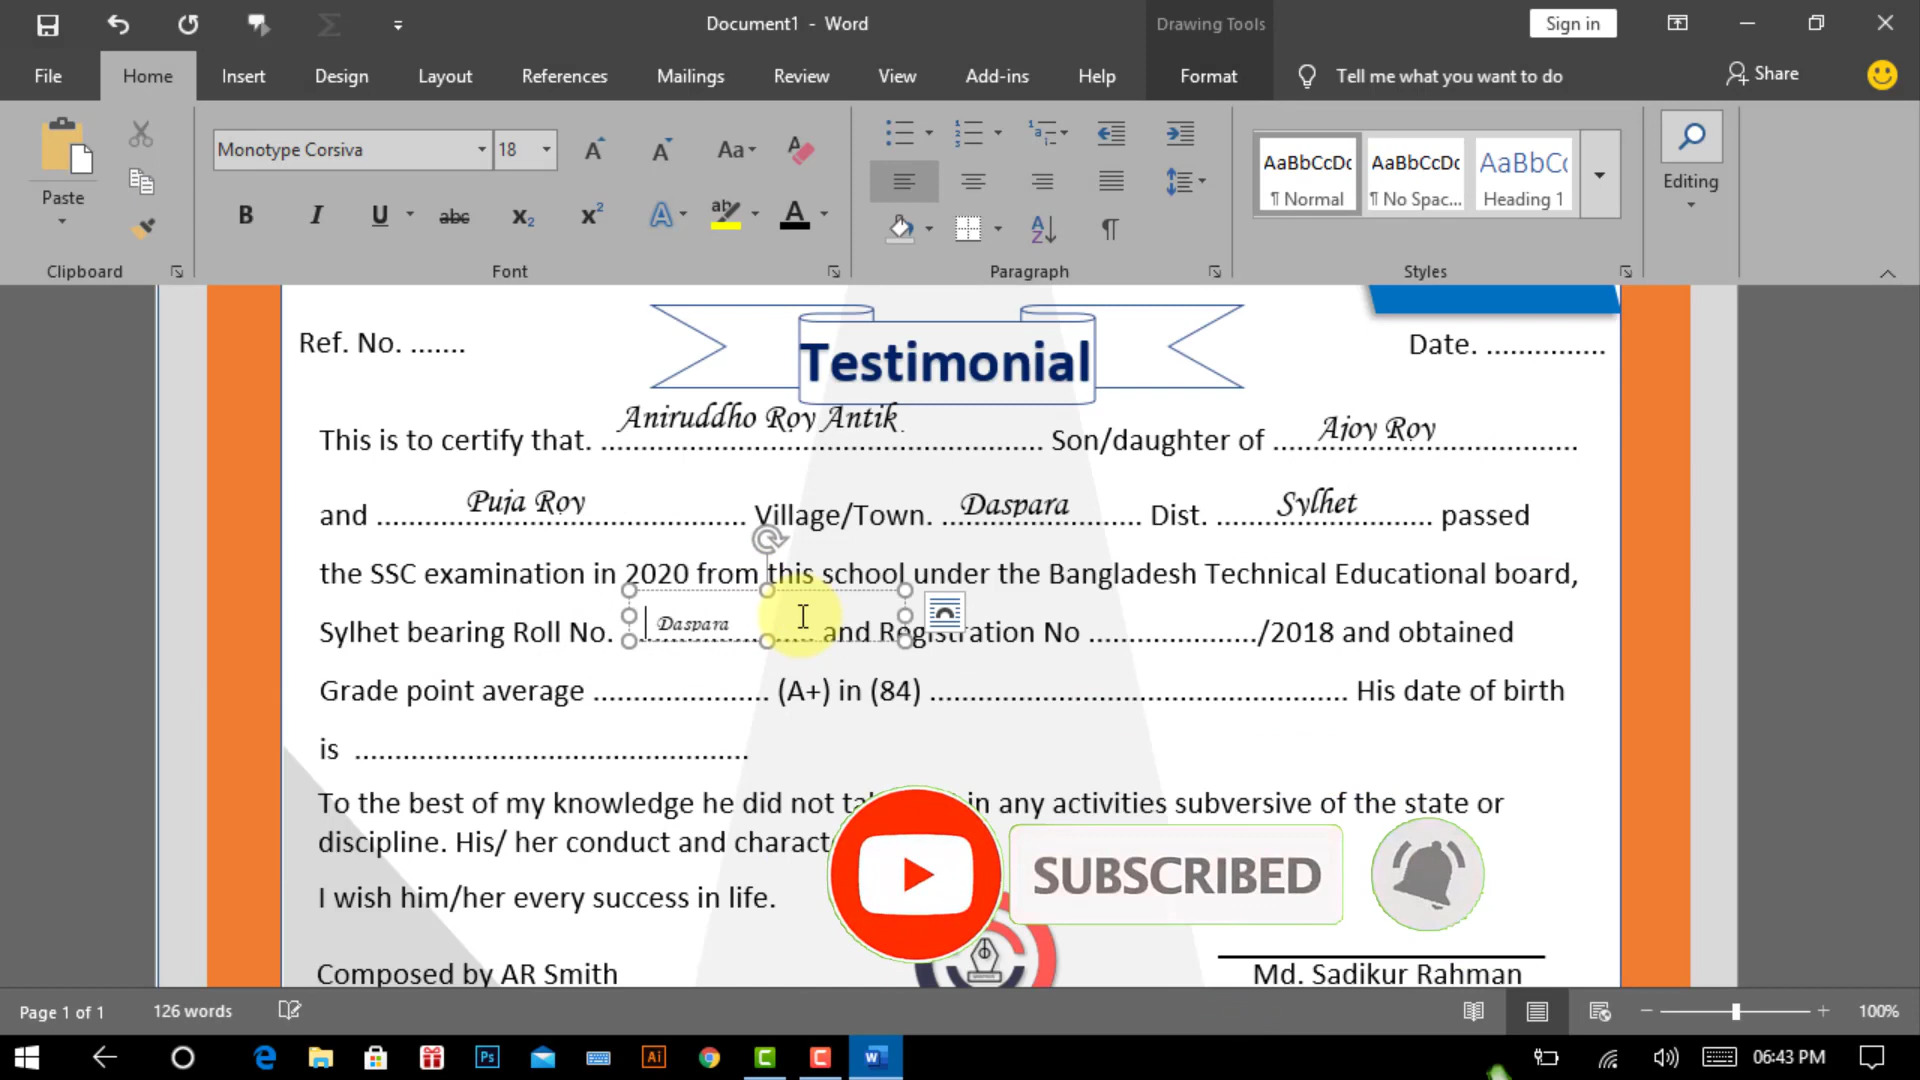 Document1 - Word
Drawing Tools
Sign in
File
Home
Insert
Design
Layout
References
Mailings
Review
View
Add-ins
Help
Format
Tell me what you want to do
Share
Paste
Monotype Corsiva
18
Aa
B I U abc X₂ X² A ab A
AaBbCcDc
¶ Normal
AaBbCcDc
¶ No Spac...
AaBbCc
Heading 1
Editing
Clipboard
Font
Paragraph
Styles
Ref. No. .......
Testimonial
Date. ...............
Aniruddho Roy Antik
Ajoy Roy
This is to certify that. ........................................................ Son/daughter of ......................................
Puja Roy
Daspara
Sylhet
and .............................................. Village/Town. ......................... Dist. ........................... passed
the SSC examination in 2020 from this school under the Bangladesh Technical Educational board,
Daspara
Sylhet bearing Roll No. ...................... and Registration No ...................../2018 and obtained
Grade point average ...................... (A+) in (84) .................................................... His date of birth
is .................................................
To the best of my knowledge he did not in any activities subversive of the state or
discipline. His/ her conduct and
I wish him/her every success in life.
SUBSCRIBED
Composed by AR Smith
Md. Sadikur Rahman
Page 1 of 1
126 words
100%
06:43 PM